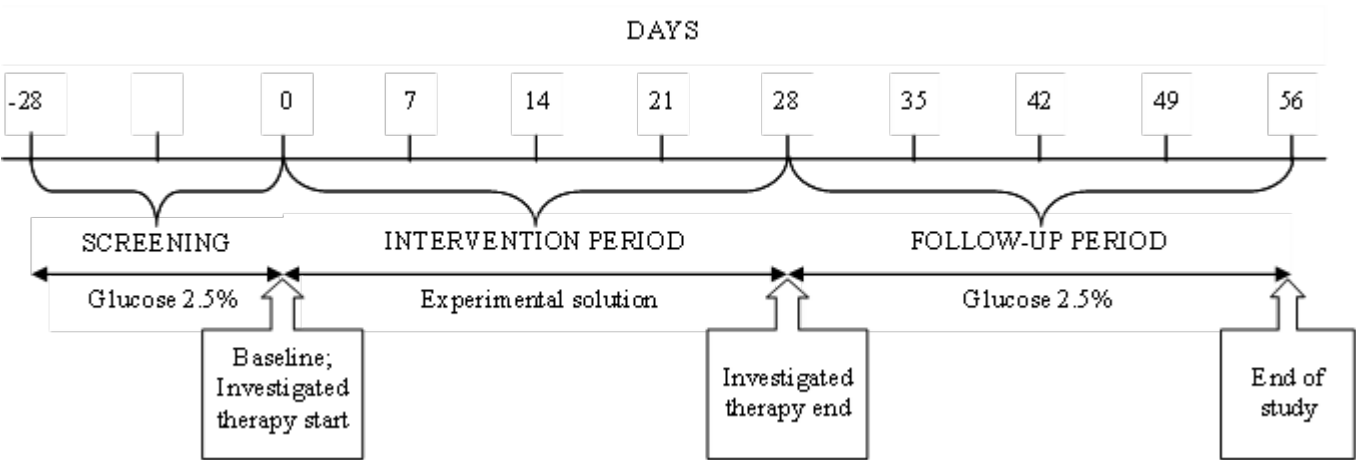 DAYS
-28 0 7 14 21 28 35 42 49 56
SCREENING INTERVENTION PERIOD FOLLOW-UP PERIOD
Glucose 2.5% Experimental solution Glucose 2.5%
Baseline;
Investigated
therapy start
Investigated
therapy end
End of
study